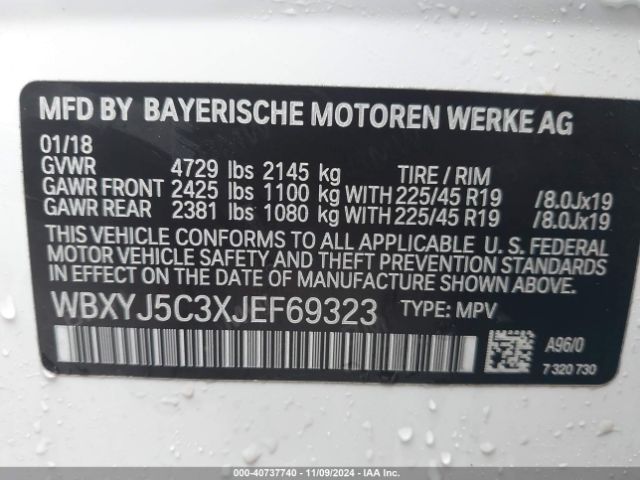 MFD BY BAYERISCHE MOTOREN WERKE AG
01/18
GVWR 4729 lbs 2145 kg TIRE / RIM
GAWR FRONT 2425 lbs 1100 kg WITH 225/45 R19 /8.0Jx19
GAWR REAR 2381 lbs 1080 kg WITH 225/45 R19 /8.0Jx19
THIS VEHICLE CONFORMS TO ALL APPLICABLE U. S. FEDERAL
MOTOR VEHICLE SAFETY AND THEFT PREVENTION STANDARDS
IN EFFECT ON THE DATE OF MANUFACTURE SHOWN ABOVE.
WBXYJ5C3XJEF69323 TYPE: MPV
A96/0
7 320 730
000-40737740 - 11/09/2024 - IAA Inc.